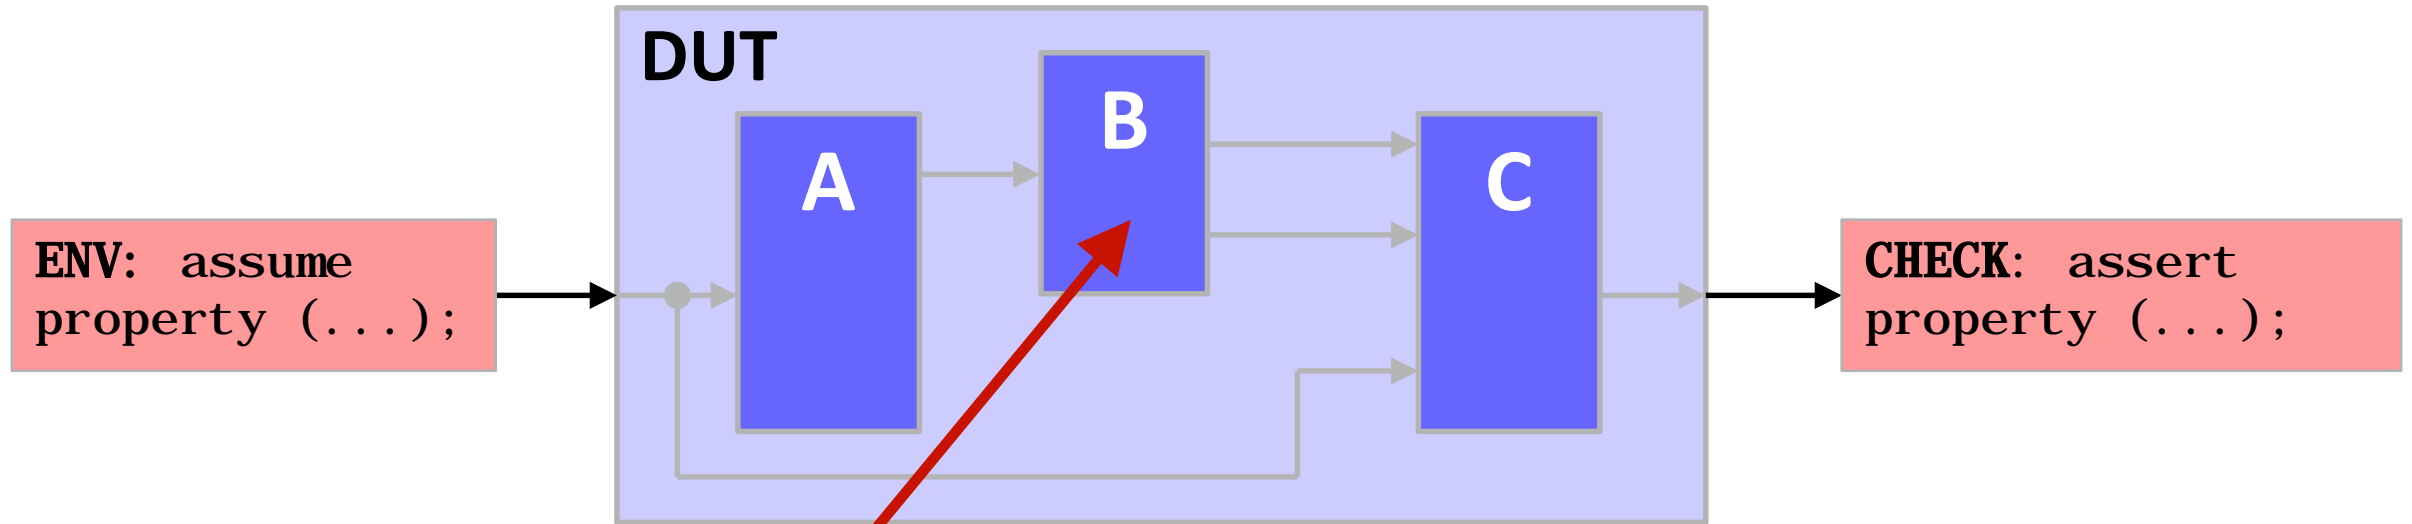 DUT
A
B
C
ENV: assume
property (...);
CHECK: assert
property (...);